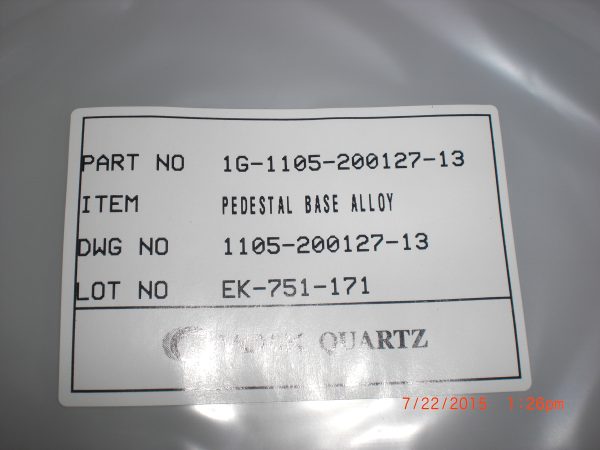 PART NO 1G-1105-200127-13
ITEM PEDESTAL BASE ALLOY
DWG NO 1105-200127-13
LOT NO EK-751-171
QUARTZ
7/22/2015 1:26pm